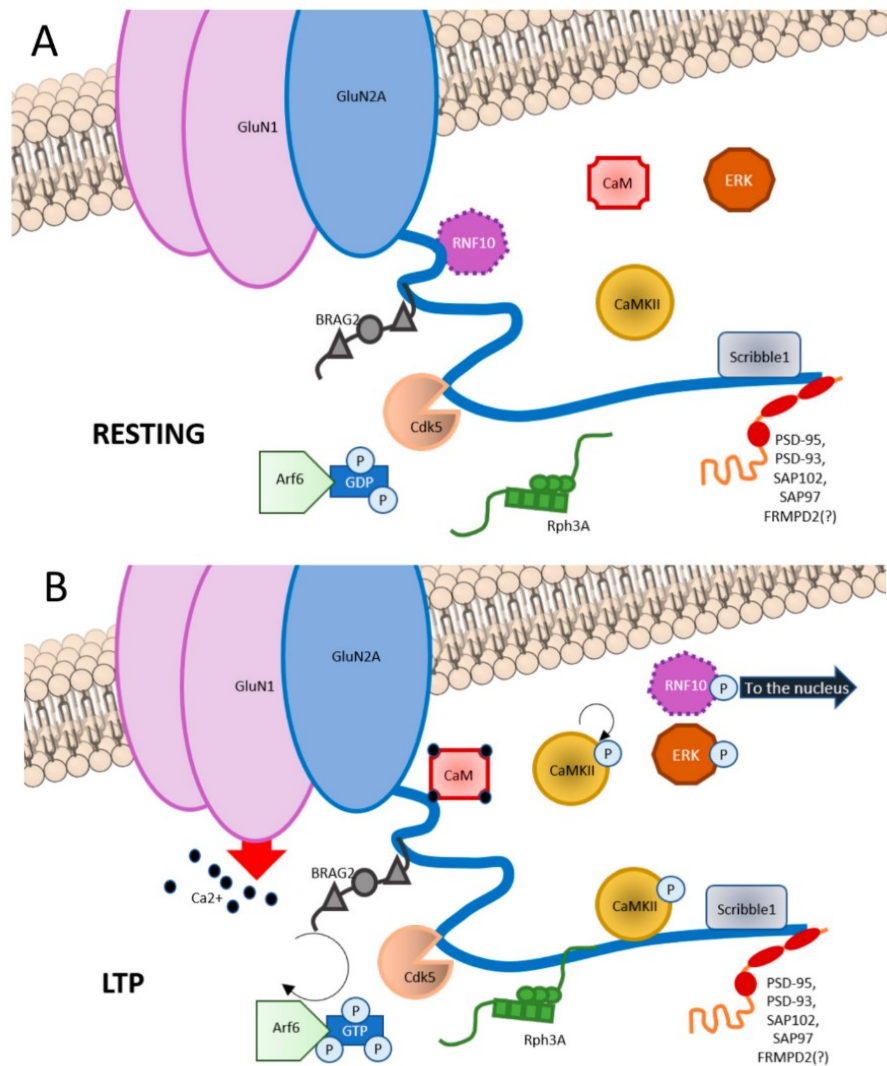 A
GluN1
GluN2A
CaM
ERK
RNF10
CaMKII
BRAG2
Scribble1
Cdk5
RESTING
Arf6
P
GDP
P
Rph3A
PSD-95,
PSD-93,
SAP102,
SAP97
FRMPD2(?)
B
GluN1
GluN2A
RNF10
P
To the nucleus
CaM
CaMKII
P
ERK
P
Ca2+
BRAG2
CaMKII
P
Scribble1
Cdk5
LTP
Arf6
P
GTP
P
P
Rph3A
PSD-95,
PSD-93,
SAP102,
SAP97
FRMPD2(?)